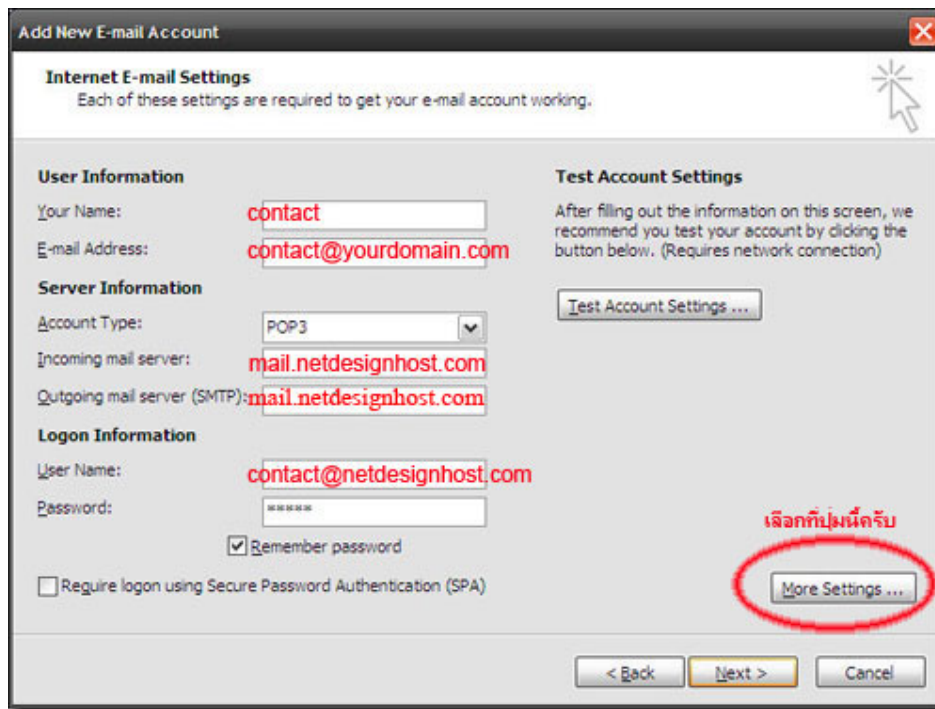 Add New E-mail Account
Internet E-mail Settings
Each of these settings are required to get your e-mail account working.
User Information
Your Name: contact
E-mail Address: contact@yourdomain.com
Server Information
Account Type: POP3
Incoming mail server: mail.netdesignhost.com
Outgoing mail server (STMP): mail.netdesignhost.com
Logon Information
User Name: contact@netdesignhost.com
Password: *****
Remember password
Require logon using Secure Password Authentication (SPA)
Test Account Settings
After filling out the information on this screen, we
recommend you test your account by clicking the
button below. (Requires network connection)
Test Account Settings ...
เลือกที่ปุ่มนี้ครับ
More Settings ...
< Back
Next >
Cancel